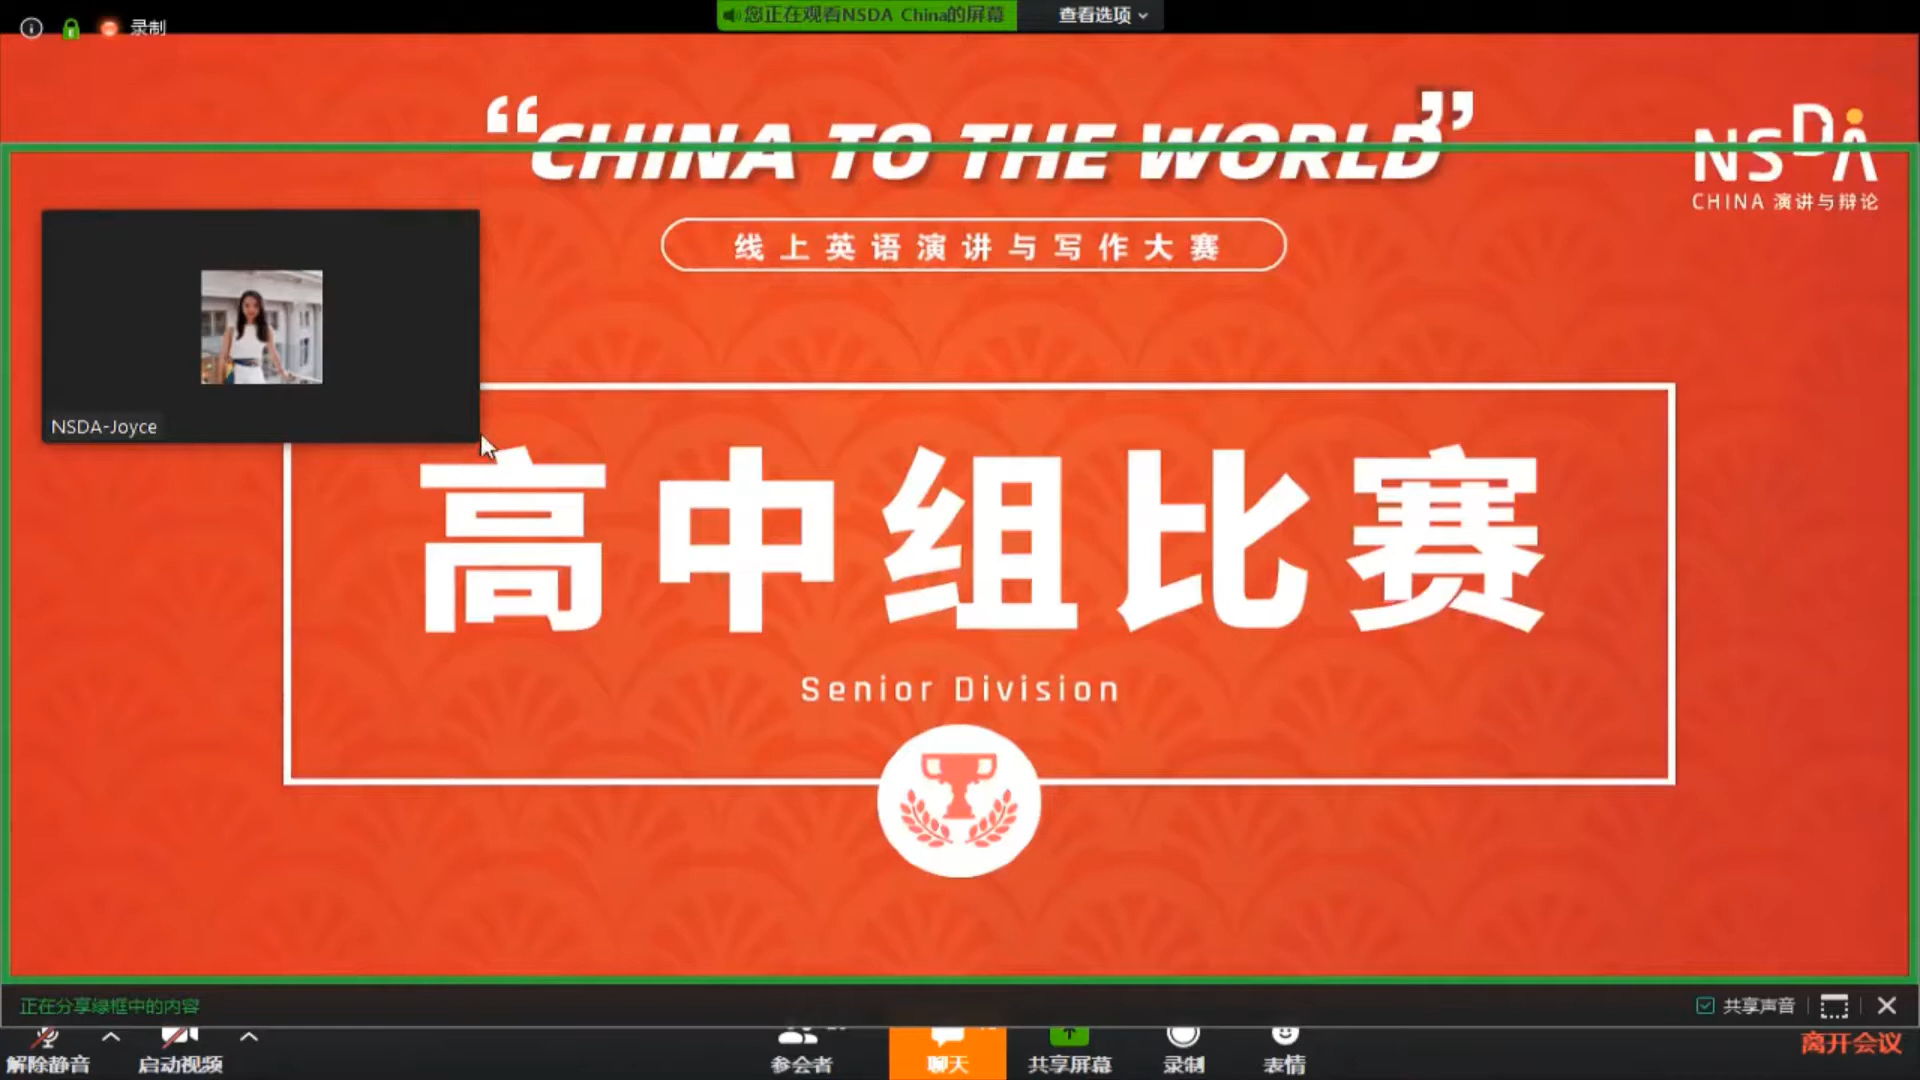 录制
您正在观看NSDA China的屏幕
查看选项
“CHINA TO THE WORLD”
NSDA
CHINA 演讲与辩论
线上英语演讲与写作大赛
NSDA-Joyce
高中组比赛
Senior Division
正在分享绿框中的内容
共享声音
解除静音
启动视频
参会者
聊天
共享屏幕
录制
表情
离开会议